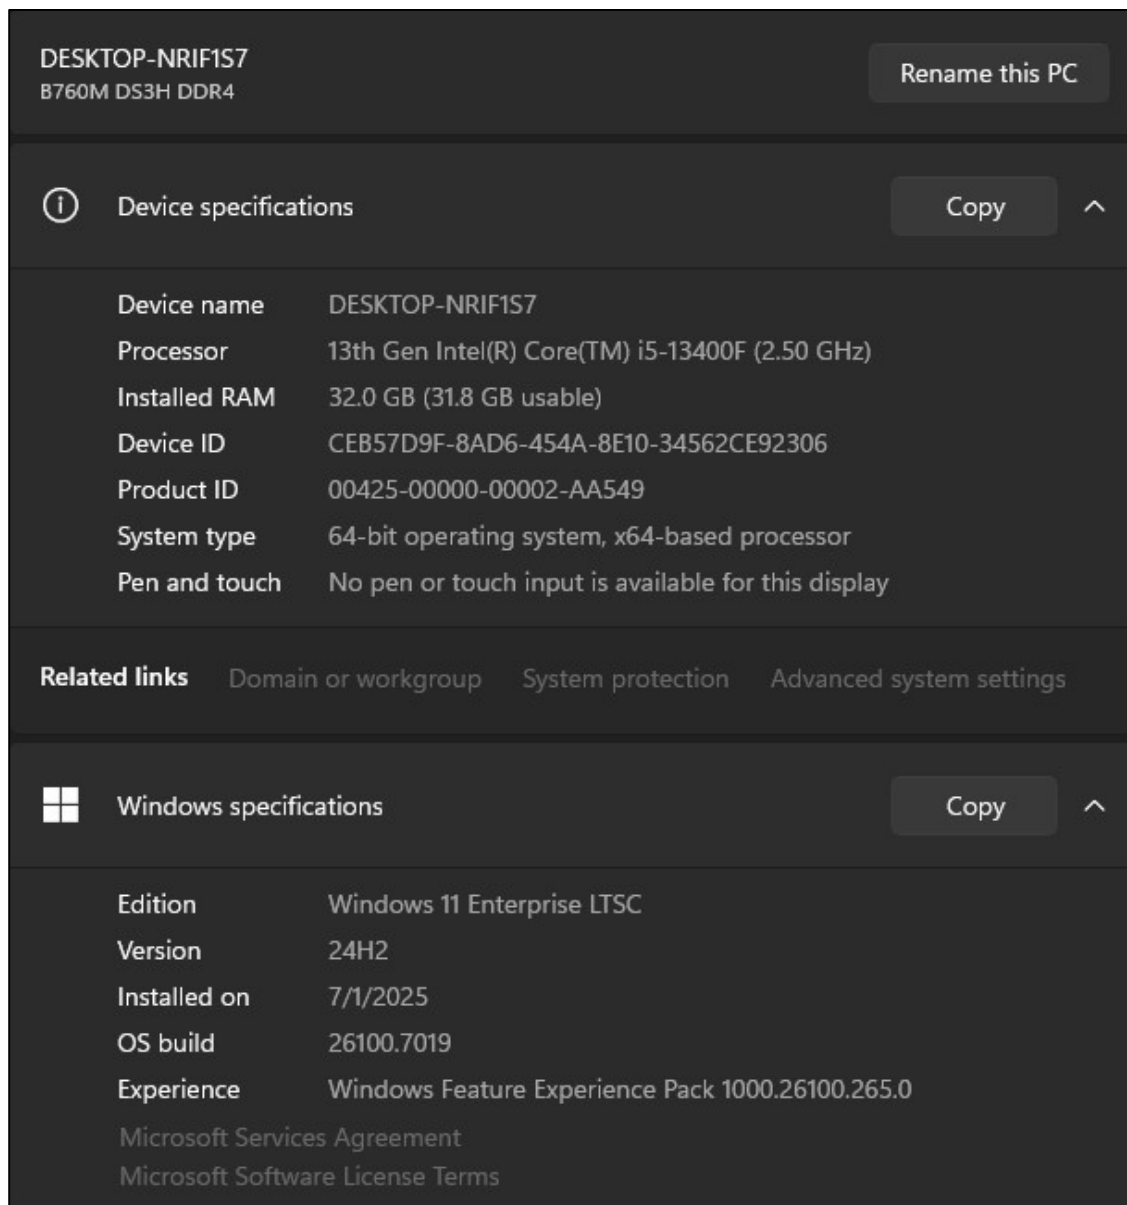 DESKTOP-NRIF1S7
B760M DS3H DDR4
Rename this PC
Device specifications
Copy
Device name DESKTOP-NRIF1S7
Processor 13th Gen Intel(R) Core(TM) i5-13400F (2.50 GHz)
Installed RAM 32.0 GB (31.8 GB usable)
Device ID CEB57D9F-8AD6-454A-8E10-34562CE92306
Product ID 00425-00000-00002-AA549
System type 64-bit operating system, x64-based processor
Pen and touch No pen or touch input is available for this display
Related links Domain or workgroup System protection Advanced system settings
Windows specifications
Copy
Edition Windows 11 Enterprise LTSC
Version 24H2
Installed on 7/1/2025
OS build 26100.7019
Experience Windows Feature Experience Pack 1000.26100.265.0
Microsoft Services Agreement
Microsoft Software License Terms